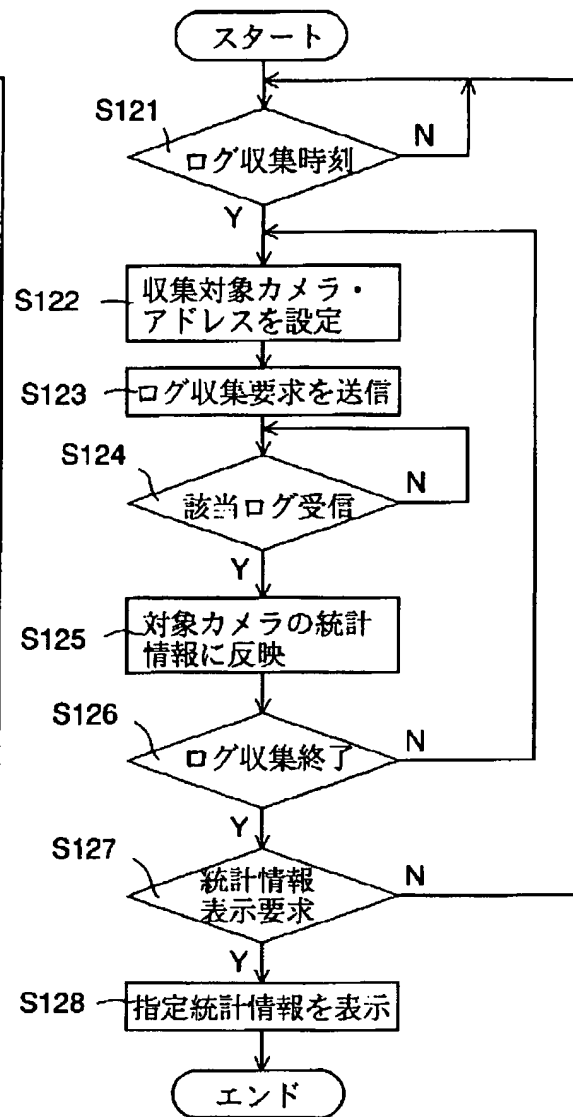 スタート
S121
ログ収集時刻
N
Y
S122
収集対象カメラ・
アドレスを設定
S123
ログ収集要求を送信
S124
該当ログ受信
N
Y
S125
対象カメラの統計
情報に反映
S126
ログ収集終了
N
Y
S127
統計情報
表示要求
N
Y
S128
指定統計情報を表示
エンド